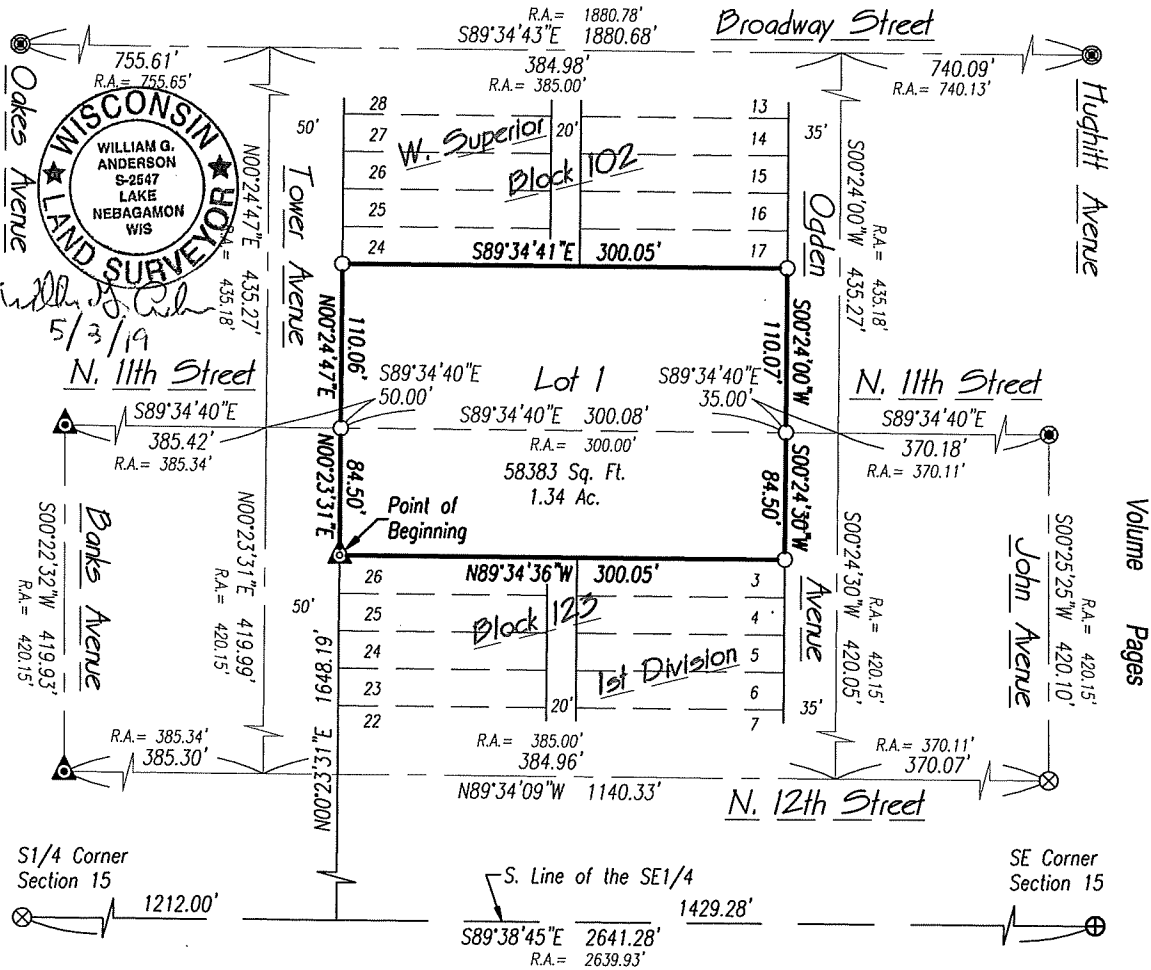 R.A.= 1880.78'
S89°34'43"E 1880.68'
Broadway Street
755.61'
R.A.= 755.65'
384.98'
R.A.= 385.00'
740.09'
R.A.= 740.13'
Oakes Avenue
Hughitt Avenue
WISCONSIN
LAND SURVEYOR
WILLIAM G.
ANDERSON
S-2547
LAKE
NEBAGAMON
WIS
5/3/19
N00°24'47"E 435.27'
R.A.= 435.18'
50'
Tower Avenue
28
27
26
25
24
W. Superior
Block 102
20'
13
14
15
16
17
35'
Ogden
S00°24'00"W 435.27'
R.A.= 435.18'
S89°34'41"E 300.05'
N00°24'47"E
110.06'
S00°24'00"W
110.07'
N. 11th Street
S89°34'40"E
385.42'
R.A.= 385.34'
S89°34'40"E
50.00'
Lot 1
S89°34'40"E 300.08'
R.A.= 300.00'
58383 Sq. Ft.
1.34 Ac.
S89°34'40"E
35.00'
N. 11th Street
S89°34'40"E
370.18'
R.A.= 370.11'
N00°23'31"E
84.50'
S00°24'30"W
84.50'
Point of
Beginning
Banks Avenue
S00°22'32"W 419.93'
R.A.= 420.15'
N00°23'31"E 419.99'
R.A.= 420.15'
50'
N89°34'36"W 300.05'
26
25
24
23
22
Block 123
1st Division
20'
3
4
5
6
7
35'
Avenue
S00°24'30"W 420.05'
R.A.= 420.15'
John Avenue
S00°25'25"W 420.10'
R.A.= 420.15'
Volume Pages
N00°23'31"E 1648.19'
R.A.= 385.34'
385.30'
R.A.= 385.00'
384.96'
N89°34'09"W 1140.33'
R.A.= 370.11'
370.07'
N. 12th Street
S1/4 Corner
Section 15
1212.00'
S. Line of the SE1/4
1429.28'
S89°38'45"E 2641.28'
R.A.= 2639.93'
SE Corner
Section 15